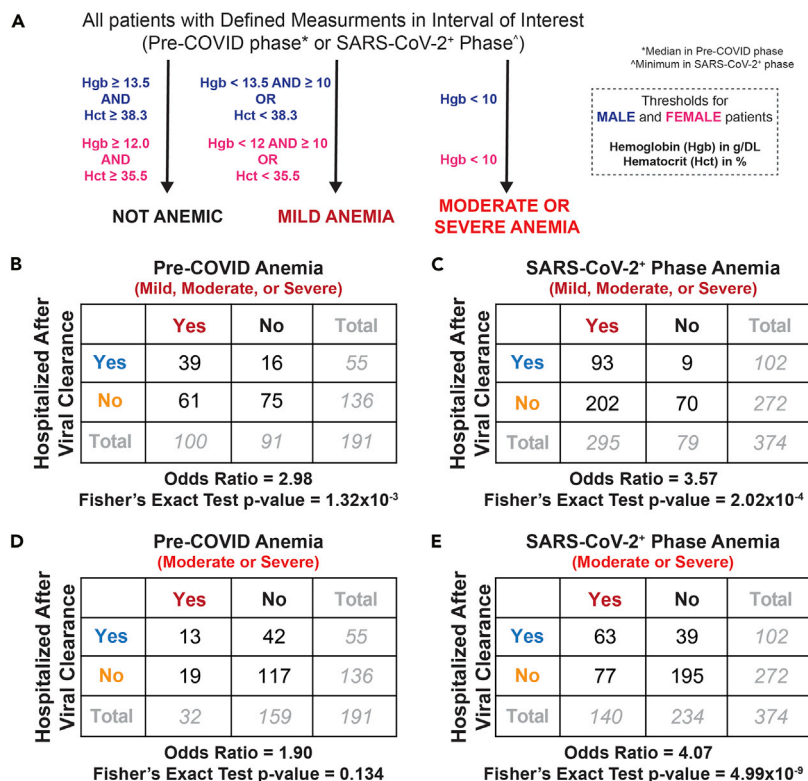 A
All patients with Defined Measurments in Interval of Interest
(Pre-COVID phase* or SARS-CoV-2⁺ Phase^)
*Median in Pre-COVID phase
^Minimum in SARS-CoV-2⁺ phase
Hgb ≥ 13.5
AND
Hct ≥ 38.3
Hgb ≥ 12.0
AND
Hct ≥ 35.5
Hgb < 13.5 AND ≥ 10
OR
Hct < 38.3
Hgb < 12 AND ≥ 10
OR
Hct < 35.5
Hgb < 10
Hgb < 10
Thresholds for
MALE and FEMALE patients
Hemoglobin (Hgb) in g/DL
Hematocrit (Hct) in %
NOT ANEMIC
MILD ANEMIA
MODERATE OR
SEVERE ANEMIA
B
Pre-COVID Anemia
(Mild, Moderate, or Severe)
Hospitalized After
Viral Clearance
Yes No Total
Yes 39 16 55
No 61 75 136
Total 100 91 191
Odds Ratio = 2.98
Fisher's Exact Test p-value = 1.32x10⁻³
C
SARS-CoV-2⁺ Phase Anemia
(Mild, Moderate, or Severe)
Hospitalized After
Viral Clearance
Yes No Total
Yes 93 9 102
No 202 70 272
Total 295 79 374
Odds Ratio = 3.57
Fisher's Exact Test p-value = 2.02x10⁻⁴
D
Pre-COVID Anemia
(Moderate or Severe)
Hospitalized After
Viral Clearance
Yes No Total
Yes 13 42 55
No 19 117 136
Total 32 159 191
Odds Ratio = 1.90
Fisher's Exact Test p-value = 0.134
E
SARS-CoV-2⁺ Phase Anemia
(Moderate or Severe)
Hospitalized After
Viral Clearance
Yes No Total
Yes 63 39 102
No 77 195 272
Total 140 234 374
Odds Ratio = 4.07
Fisher's Exact Test p-value = 4.99x10⁻⁹